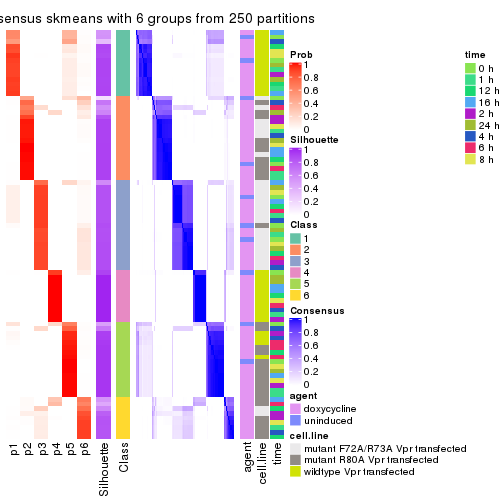 sensus skmeans with 6 groups from 250 partitions
Prob
1
0.8
0.6
0.4
0.2
0
Silhouette
1
0.8
0.6
0.4
0.2
0
Class
1
2
3
4
5
6
Consensus
1
0.8
0.6
0.4
0.2
0
agent
doxycycline
uninduced
cell.line
mutant F72A/R73A Vpr transfected
mutant R80A Vpr transfected
wildtype Vpr transfected
time
0 h
1 h
12 h
16 h
2 h
24 h
4 h
6 h
8 h
p1
p2
p3
p4
p5
p6
Silhouette
Class
agent
cell.line
time